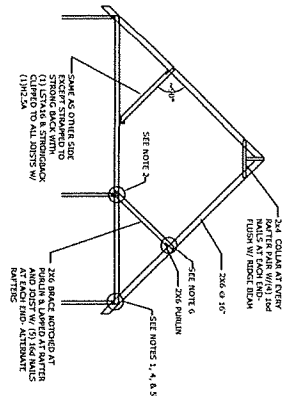 2x4 COLLAR AT EVERY
RAFTER PAIR W/(4) 10d
NAILS AT EACH END-
FLUSH W/ RIDGE BEAM
2X6 @ 16"
SEE NOTE 6
2X6 PURLIN
SEE NOTES 1, 4, & 5
~90°
SEE NOTE 2
SAME AS OTHER SIDE
EXCEPT STRAPPED TO
STRONG BACK WITH
(1) LSTA16 & STRONGBACK
CLIPPED TO ALL JOISTS W/
(1)H2.5A
2X6 BRACE NOTCHED AT
PURLIN & LAPPED AT RAFTER
AND JOIST W/ (5) 16d NAILS
AT EACH END- ALTERNATE
RAFTERS